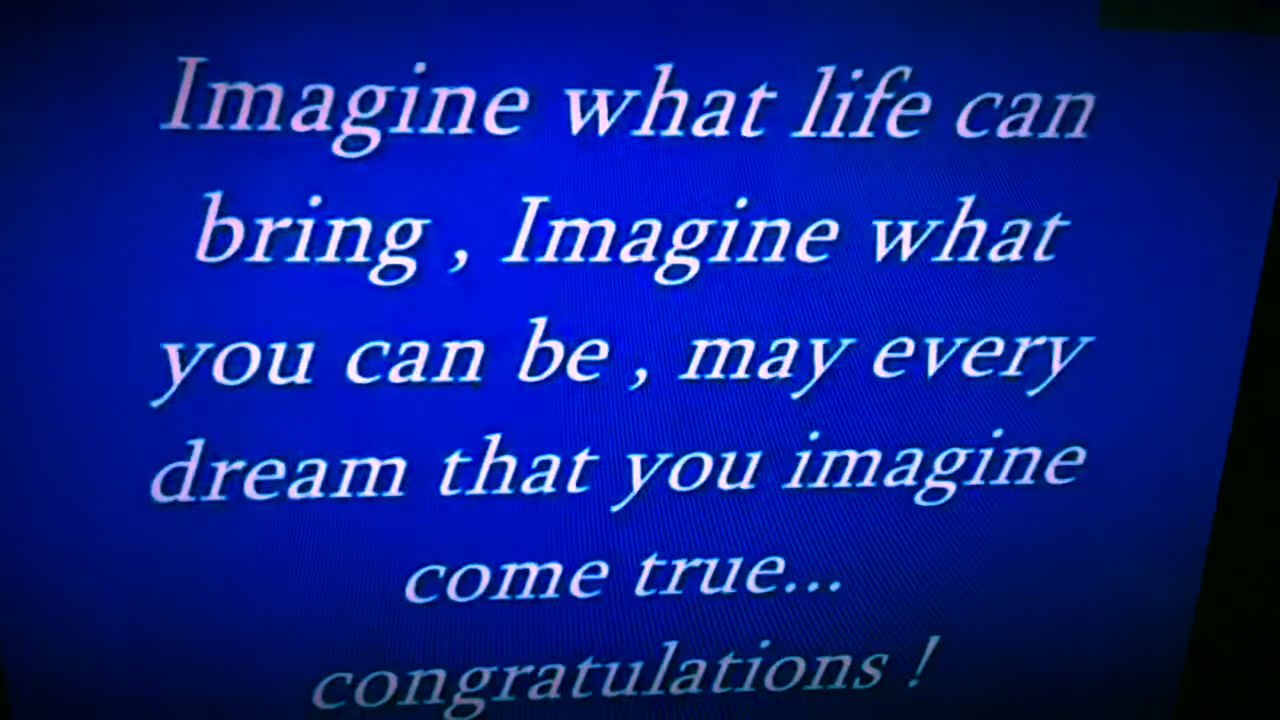 Imagine what life can
bring , Imagine what
you can be , may every
dream that you imagine
come true...
congratulations !